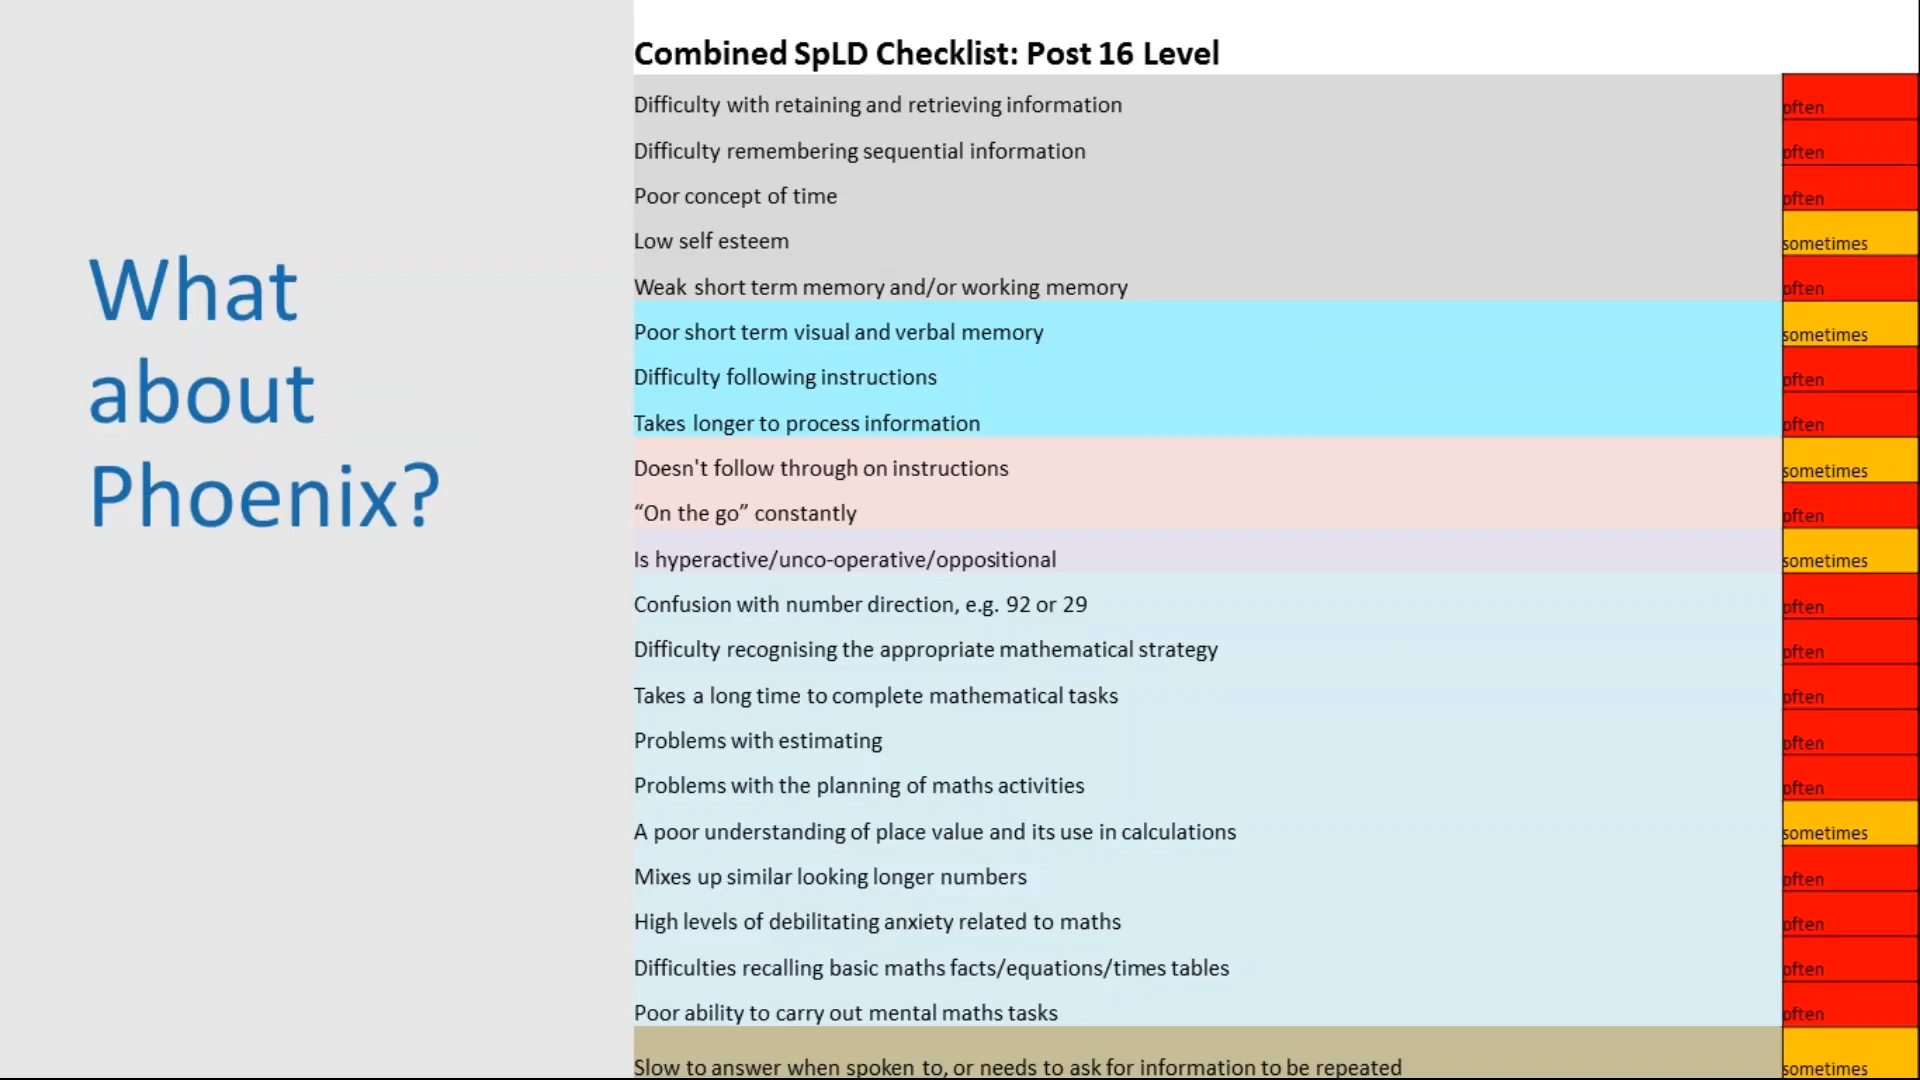 What
about
Phoenix?
Combined SpLD Checklist: Post 16 Level
Difficulty with retaining and retrieving information often
Difficulty remembering sequential information often
Poor concept of time often
Low self esteem sometimes
Weak short term memory and/or working memory often
Poor short term visual and verbal memory sometimes
Difficulty following instructions often
Takes longer to process information often
Doesn't follow through on instructions sometimes
“On the go” constantly often
Is hyperactive/unco-operative/oppositional sometimes
Confusion with number direction, e.g. 92 or 29 often
Difficulty recognising the appropriate mathematical strategy often
Takes a long time to complete mathematical tasks often
Problems with estimating often
Problems with the planning of maths activities often
A poor understanding of place value and its use in calculations sometimes
Mixes up similar looking longer numbers often
High levels of debilitating anxiety related to maths often
Difficulties recalling basic maths facts/equations/times tables often
Poor ability to carry out mental maths tasks often
Slow to answer when spoken to, or needs to ask for information to be repeated sometimes